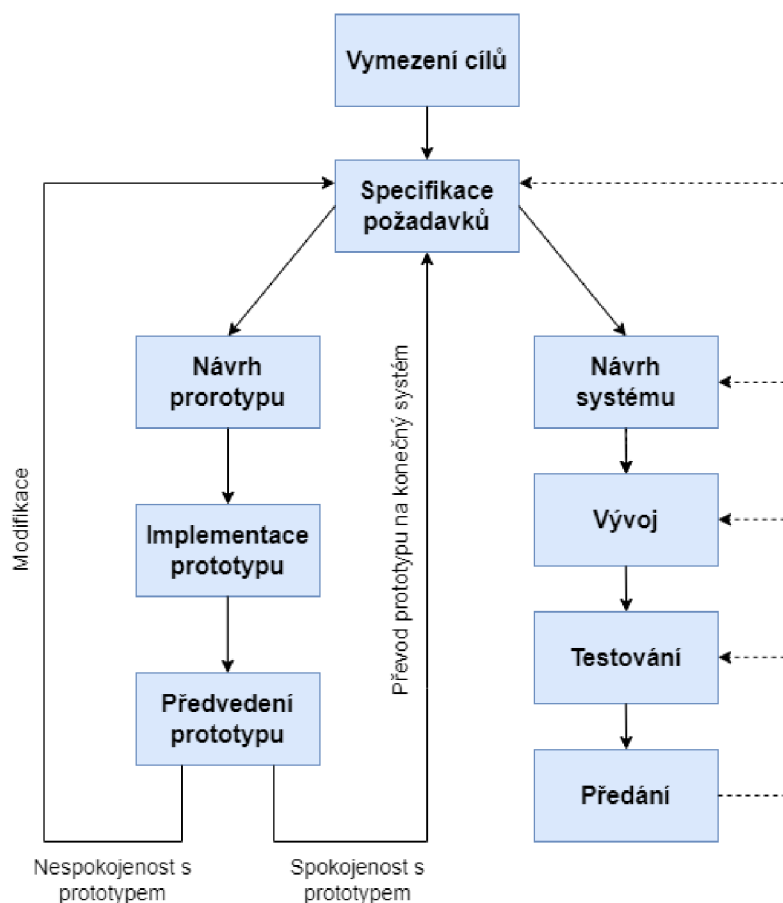 Vymezení cílů
Specifikace
požadavků
Návrh
prorotypu
Návrh
systému
Modifikace
Převod prototypu na konečný systém
Implementace
prototypu
Vývoj
Předvedení
prototypu
Testování
Předání
Nespokojenost s
prototypem
Spokojenost s
prototypem